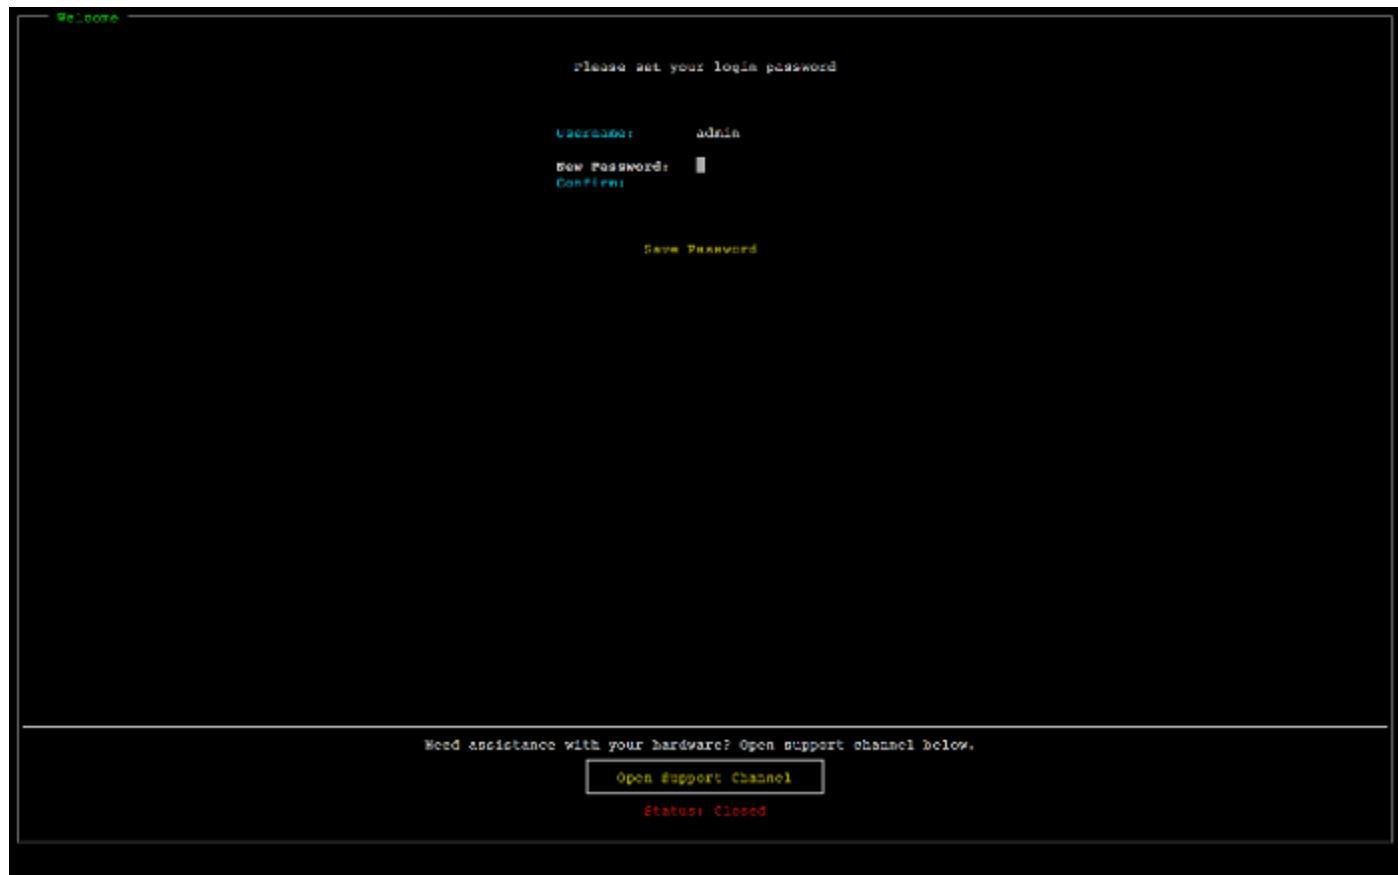 Welcome
Please set your login password
Username: admin
New Password:
Confirm:
Save Password
Need assistance with your hardware? Open support channel below.
Open Support Channel
Status: Closed